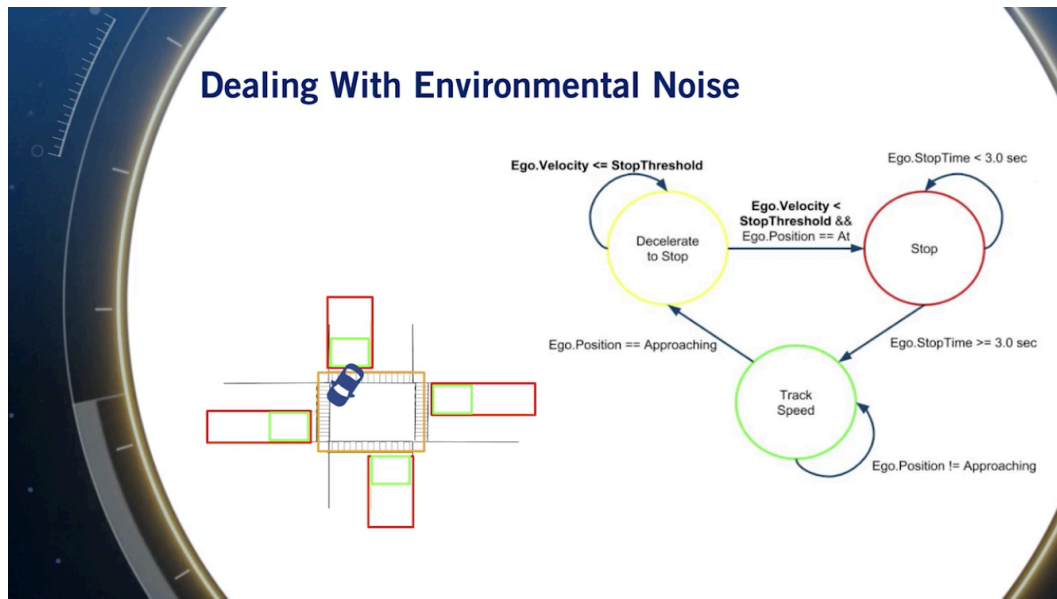 Dealing With Environmental Noise
Ego.Velocity <= StopThreshold
Ego.StopTime < 3.0 sec
Ego.Velocity <
StopThreshold &&
Ego.Position == At
Decelerate
to Stop
Stop
Ego.Position == Approaching
Ego.StopTime >= 3.0 sec
Track
Speed
Ego.Position != Approaching